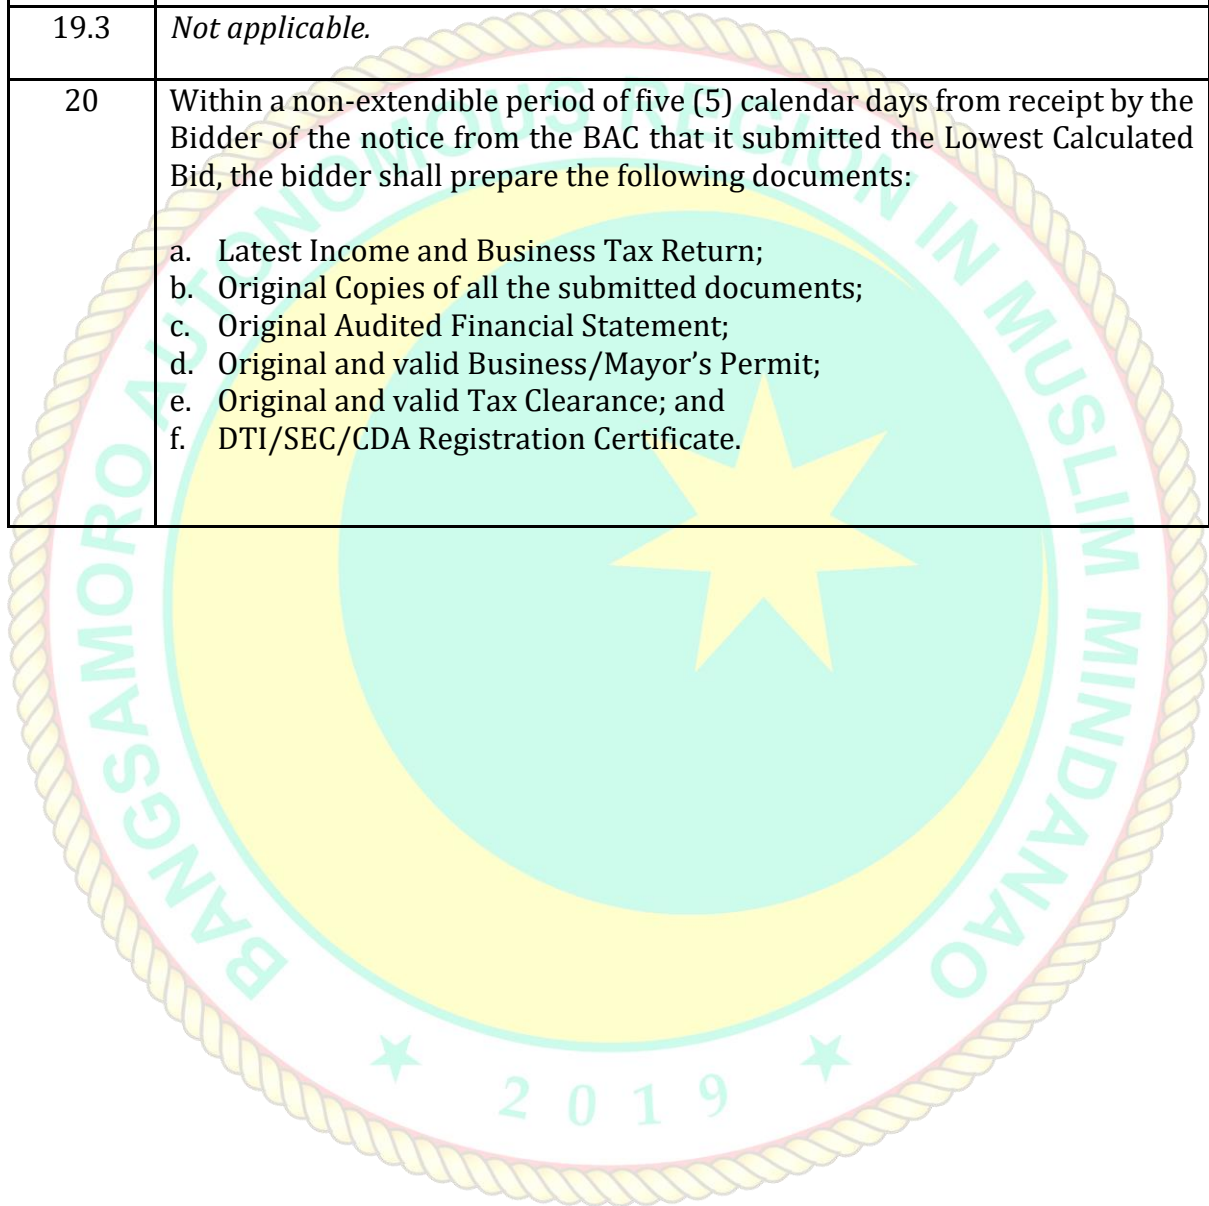 19.3 Not applicable.
20 Within a non-extendible period of five (5) calendar days from receipt by the
Bidder of the notice from the BAC that it submitted the Lowest Calculated
Bid, the bidder shall prepare the following documents:
a. Latest Income and Business Tax Return;
b. Original Copies of all the submitted documents;
c. Original Audited Financial Statement;
d. Original and valid Business/Mayor’s Permit;
e. Original and valid Tax Clearance; and
f. DTI/SEC/CDA Registration Certificate.
BANGSAMORO AUTONOMOUS REGION IN MUSLIM MINDANAO
2019